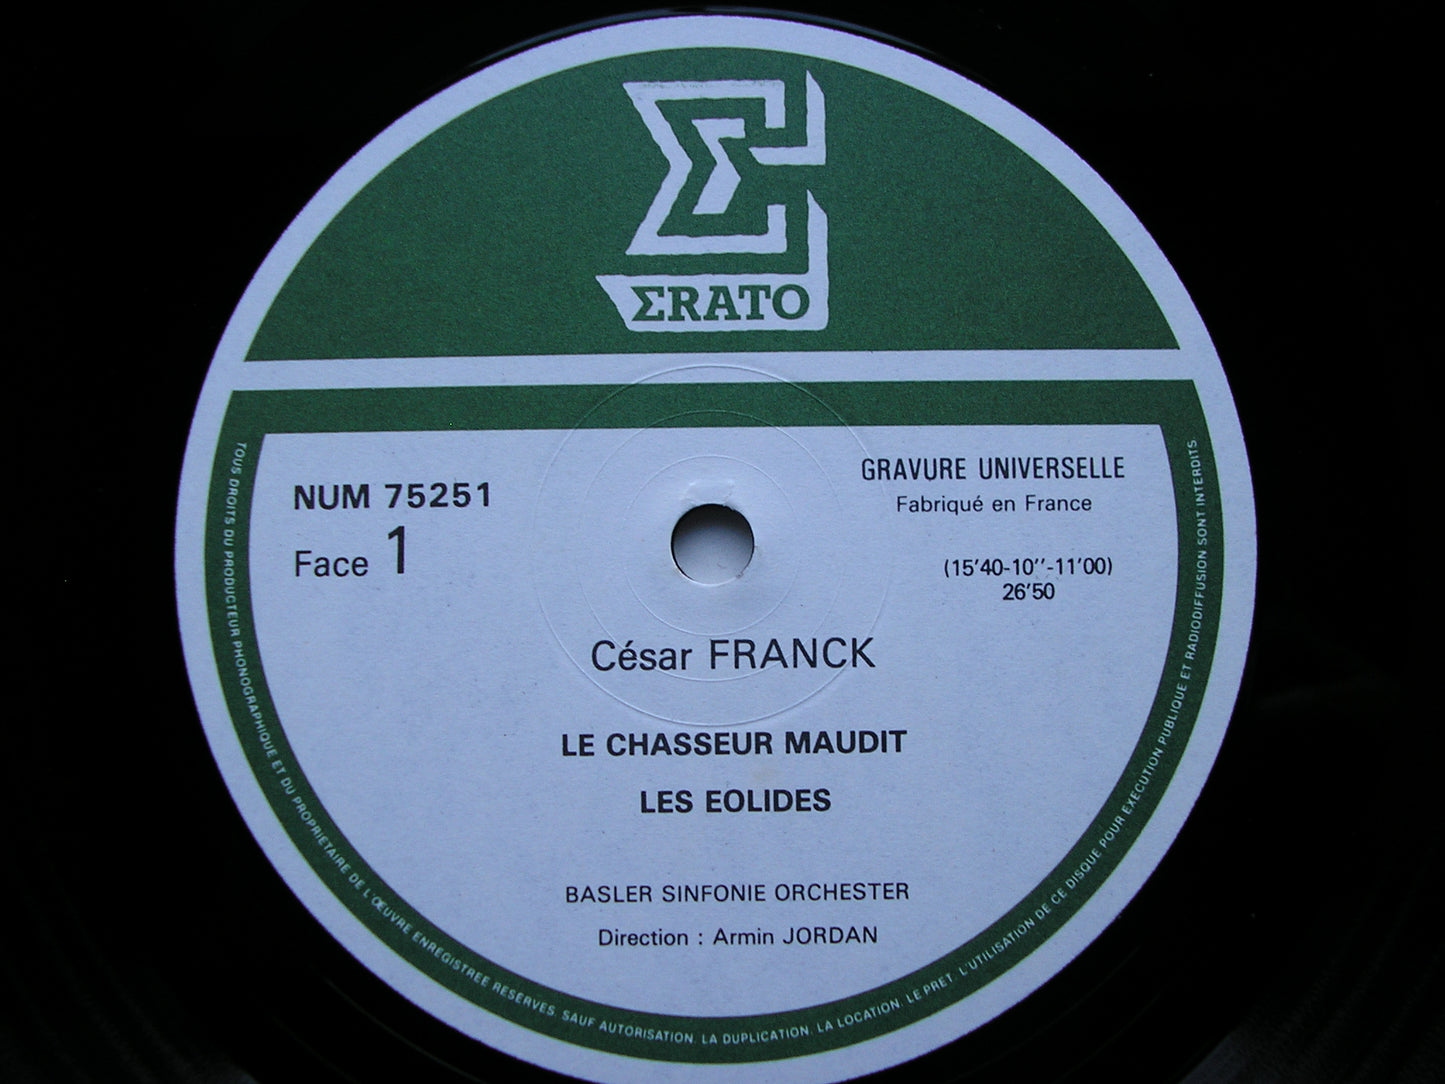 ΣRATO
NUM 75251
Face 1
GRAVURE UNIVERSELLE
Fabriqué en France
(15'40-10''-11'00)
26'50
César FRANCK
LE CHASSEUR MAUDIT
LES EOLIDES
BASLER SINFONIE ORCHESTER
Direction : Armin JORDAN
TOUS DROITS DU PRODUCTEUR PHONOGRAPHIQUE ET DU PROPRIETAIRE DE L'ŒUVRE ENREGISTREE RESERVES. SAUF AUTORISATION. LA DUPLICATION. LA LOCATION. LE PRET. L'UTILISATION DE CE DISQUE POUR EXECUTION PUBLIQUE ET RADIODIFFUSION SONT INTERDITS